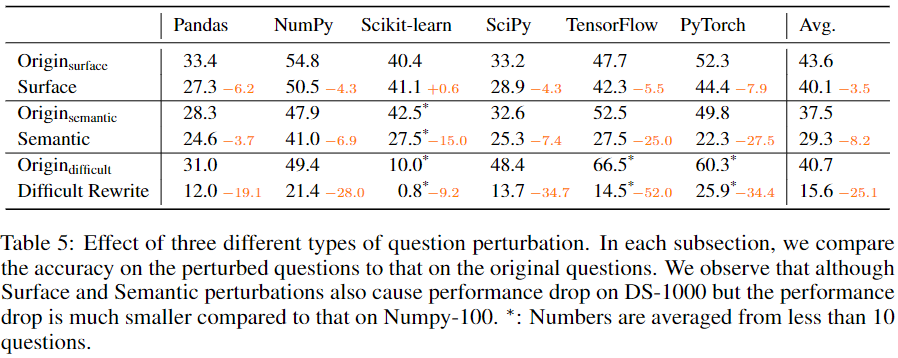 Pandas NumPy Scikit-learn SciPy TensorFlow PyTorch Avg.
Origin_surface 33.4 54.8 40.4 33.2 47.7 52.3 43.6
Surface 27.3 −6.2 50.5 −4.3 41.1 +0.6 28.9 −4.3 42.3 −5.5 44.4 −7.9 40.1 −3.5
Origin_semantic 28.3 47.9 42.5* 32.6 52.5 49.8 37.5
Semantic 24.6 −3.7 41.0 −6.9 27.5*−15.0 25.3 −7.4 27.5 −25.0 22.3 −27.5 29.3 −8.2
Origin_difficult 31.0 49.4 10.0* 48.4 66.5* 60.3* 40.7
Difficult Rewrite 12.0 −19.1 21.4 −28.0 0.8*−9.2 13.7 −34.7 14.5*−52.0 25.9*−34.4 15.6 −25.1
Table 5: Effect of three different types of question perturbation. In each subsection, we compare
the accuracy on the perturbed questions to that on the original questions. We observe that although
Surface and Semantic perturbations also cause performance drop on DS-1000 but the performance
drop is much smaller compared to that on Numpy-100. *: Numbers are averaged from less than 10
questions.